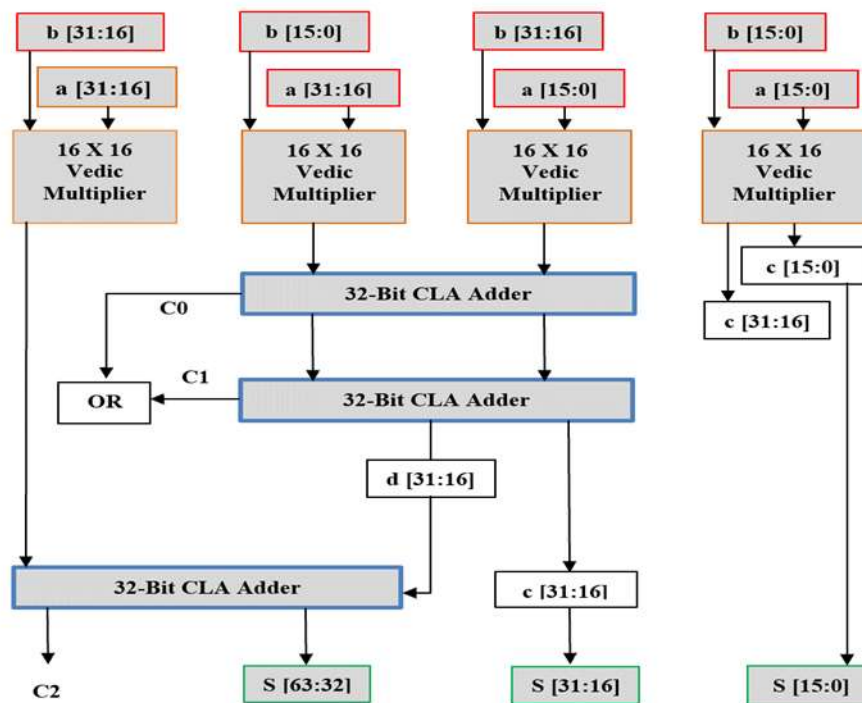 b [31:16]
b [15:0]
b [31:16]
b [15:0]
a [31:16]
a [31:16]
a [15:0]
a [15:0]
16 X 16
Vedic
Multiplier
16 X 16
Vedic
Multiplier
16 X 16
Vedic
Multiplier
16 X 16
Vedic
Multiplier
c [15:0]
32-Bit CLA Adder
C0
c [31:16]
C1
OR
32-Bit CLA Adder
d [31:16]
32-Bit CLA Adder
c [31:16]
C2
S [63:32]
S [31:16]
S [15:0]